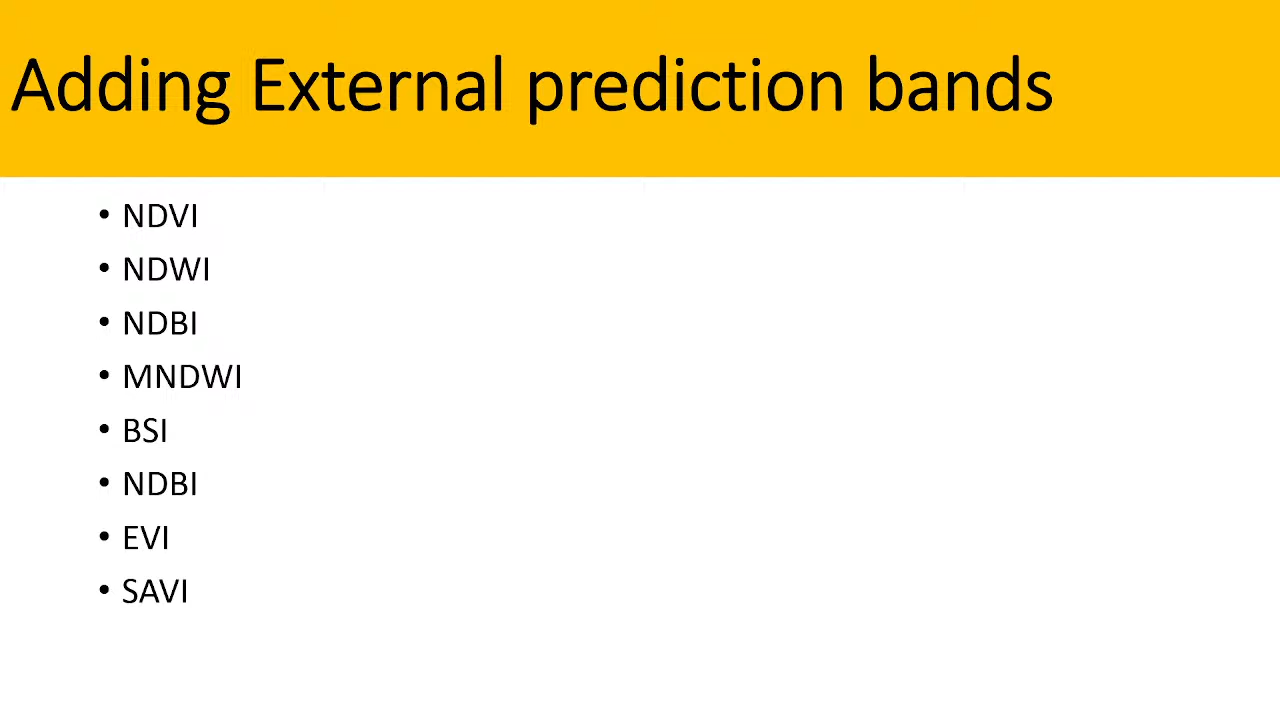 Adding External prediction bands
• NDVI
• NDWI
• NDBI
• MNDWI
• BSI
• NDBI
• EVI
• SAVI